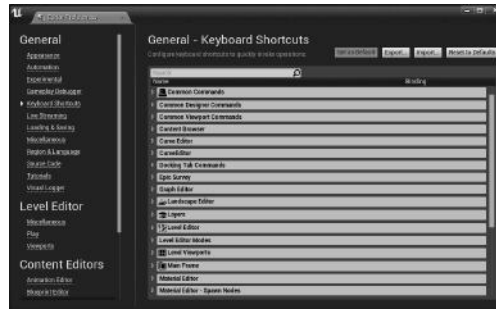 General
Appearance
Automation
Experimental
Gameplay Debugger
Keyboard Shortcuts
Live Streaming
Loading & Saving
Miscellaneous
Region & Language
Source Code
Tutorials
Visual Logger
Level Editor
Miscellaneous
Play
Viewports
Content Editors
Animation Editor
Blueprint Editor
General - Keyboard Shortcuts
Configure keyboard shortcuts to quickly invoke operations.
Set as Default Export... Import... Reset to Defaults
Search
Name Binding
Common Commands
Common Designer Commands
Common Viewport Commands
Content Browser
Curve Editor
CurveEditor
Docking Tab Commands
Epic Survey
Graph Editor
Landscape Editor
Layers
Level Editor
Level Editor Modes
Level Viewports
Main Frame
Material Editor
Material Editor - Spawn Nodes